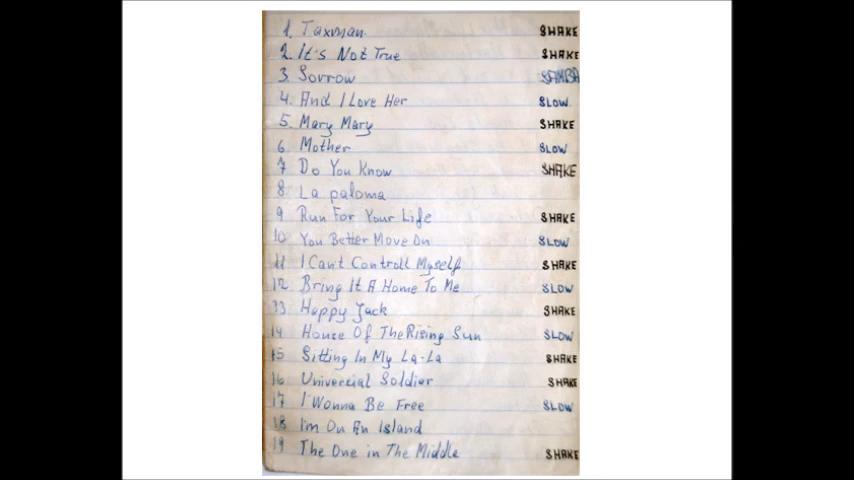 1. Taxman. SHAKE
2. It's Not True SHAKE
3. Sorrow SAMBA
4. And I Love Her SLOW
5. Mary Mary SHAKE
6. Mother SLOW
7 Do You Know SHAKE
8 La paloma
9 Run For Your Life SHAKE
10 You Better Move On SLOW
11 I Can't Controll Myself SHAKE
12 Bring It A Home To Me SLOW
13 Happy Jack SHAKE
14 House Of The Rising Sun SLOW
15 Sitting In My La-La SHAKE
16 Univercial Soldier SHAKE
17 I Wonna Be Free SLOW
18 I'm On An Island
19 The One in The Middle SHAKE